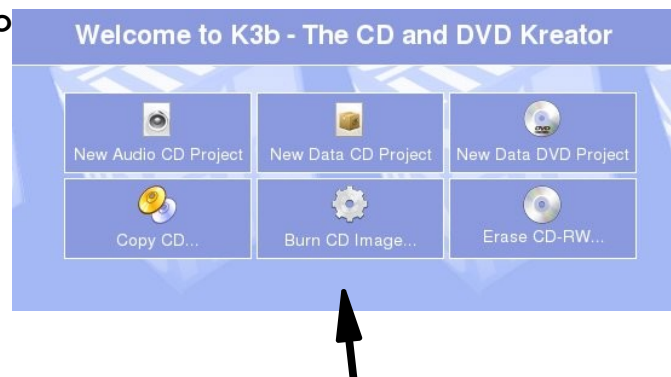 o
Welcome to K3b - The CD and DVD Kreator
New Audio CD Project New Data CD Project New Data DVD Project
Copy CD... Burn CD Image... Erase CD-RW...